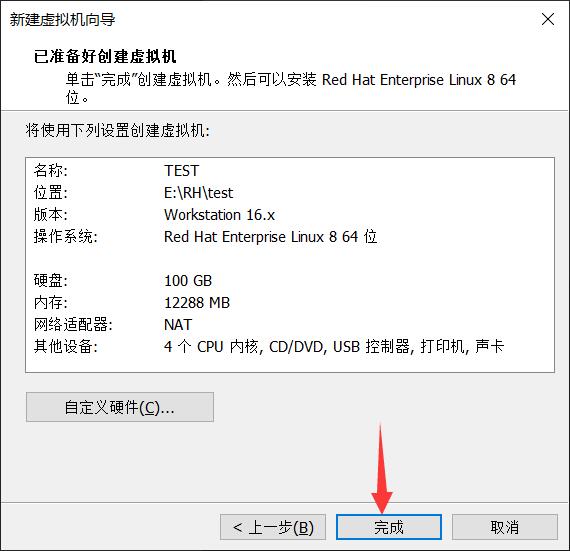 新建虚拟机向导
已准备好创建虚拟机
单击“完成”创建虚拟机。然后可以安装 Red Hat Enterprise Linux 8 64
位。
将使用下列设置创建虚拟机:
名称: TEST
位置: E:\RH\test
版本: Workstation 16.x
操作系统: Red Hat Enterprise Linux 8 64 位
硬盘: 100 GB
内存: 12288 MB
网络适配器: NAT
其他设备: 4 个 CPU 内核, CD/DVD, USB 控制器, 打印机, 声卡
自定义硬件(C)...
< 上一步(B) 完成 取消